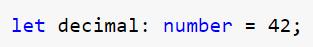 let decimal: number = 42;